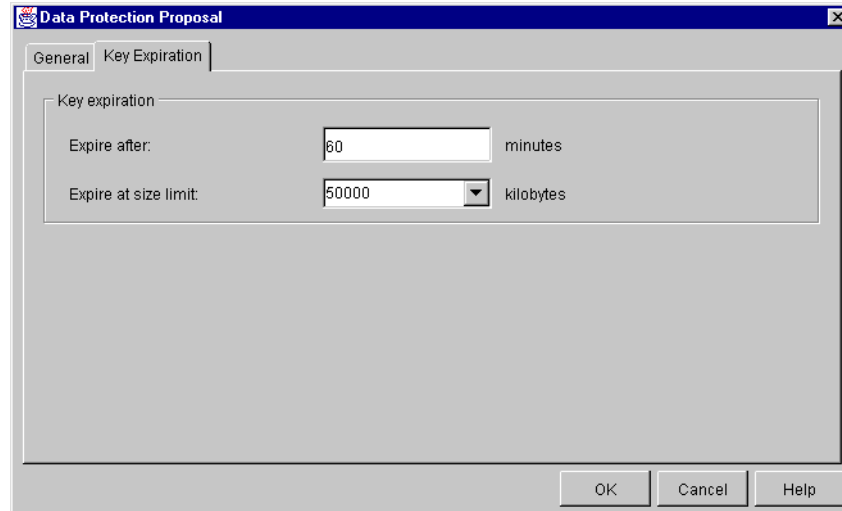 Data Protection Proposal
General Key Expiration
Key expiration
Expire after: 60 minutes
Expire at size limit: 50000 kilobytes
OK Cancel Help